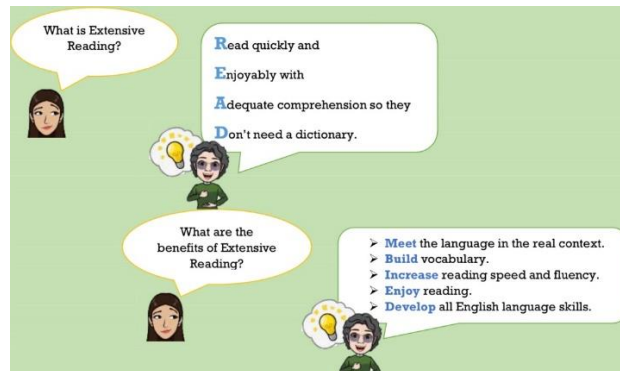 What is Extensive
Reading?
Read quickly and
Enjoyably with
Adequate comprehension so they
Don't need a dictionary.
What are the
benefits of Extensive
Reading?
➢ Meet the language in the real context.
➢ Build vocabulary.
➢ Increase reading speed and fluency.
➢ Enjoy reading.
➢ Develop all English language skills.